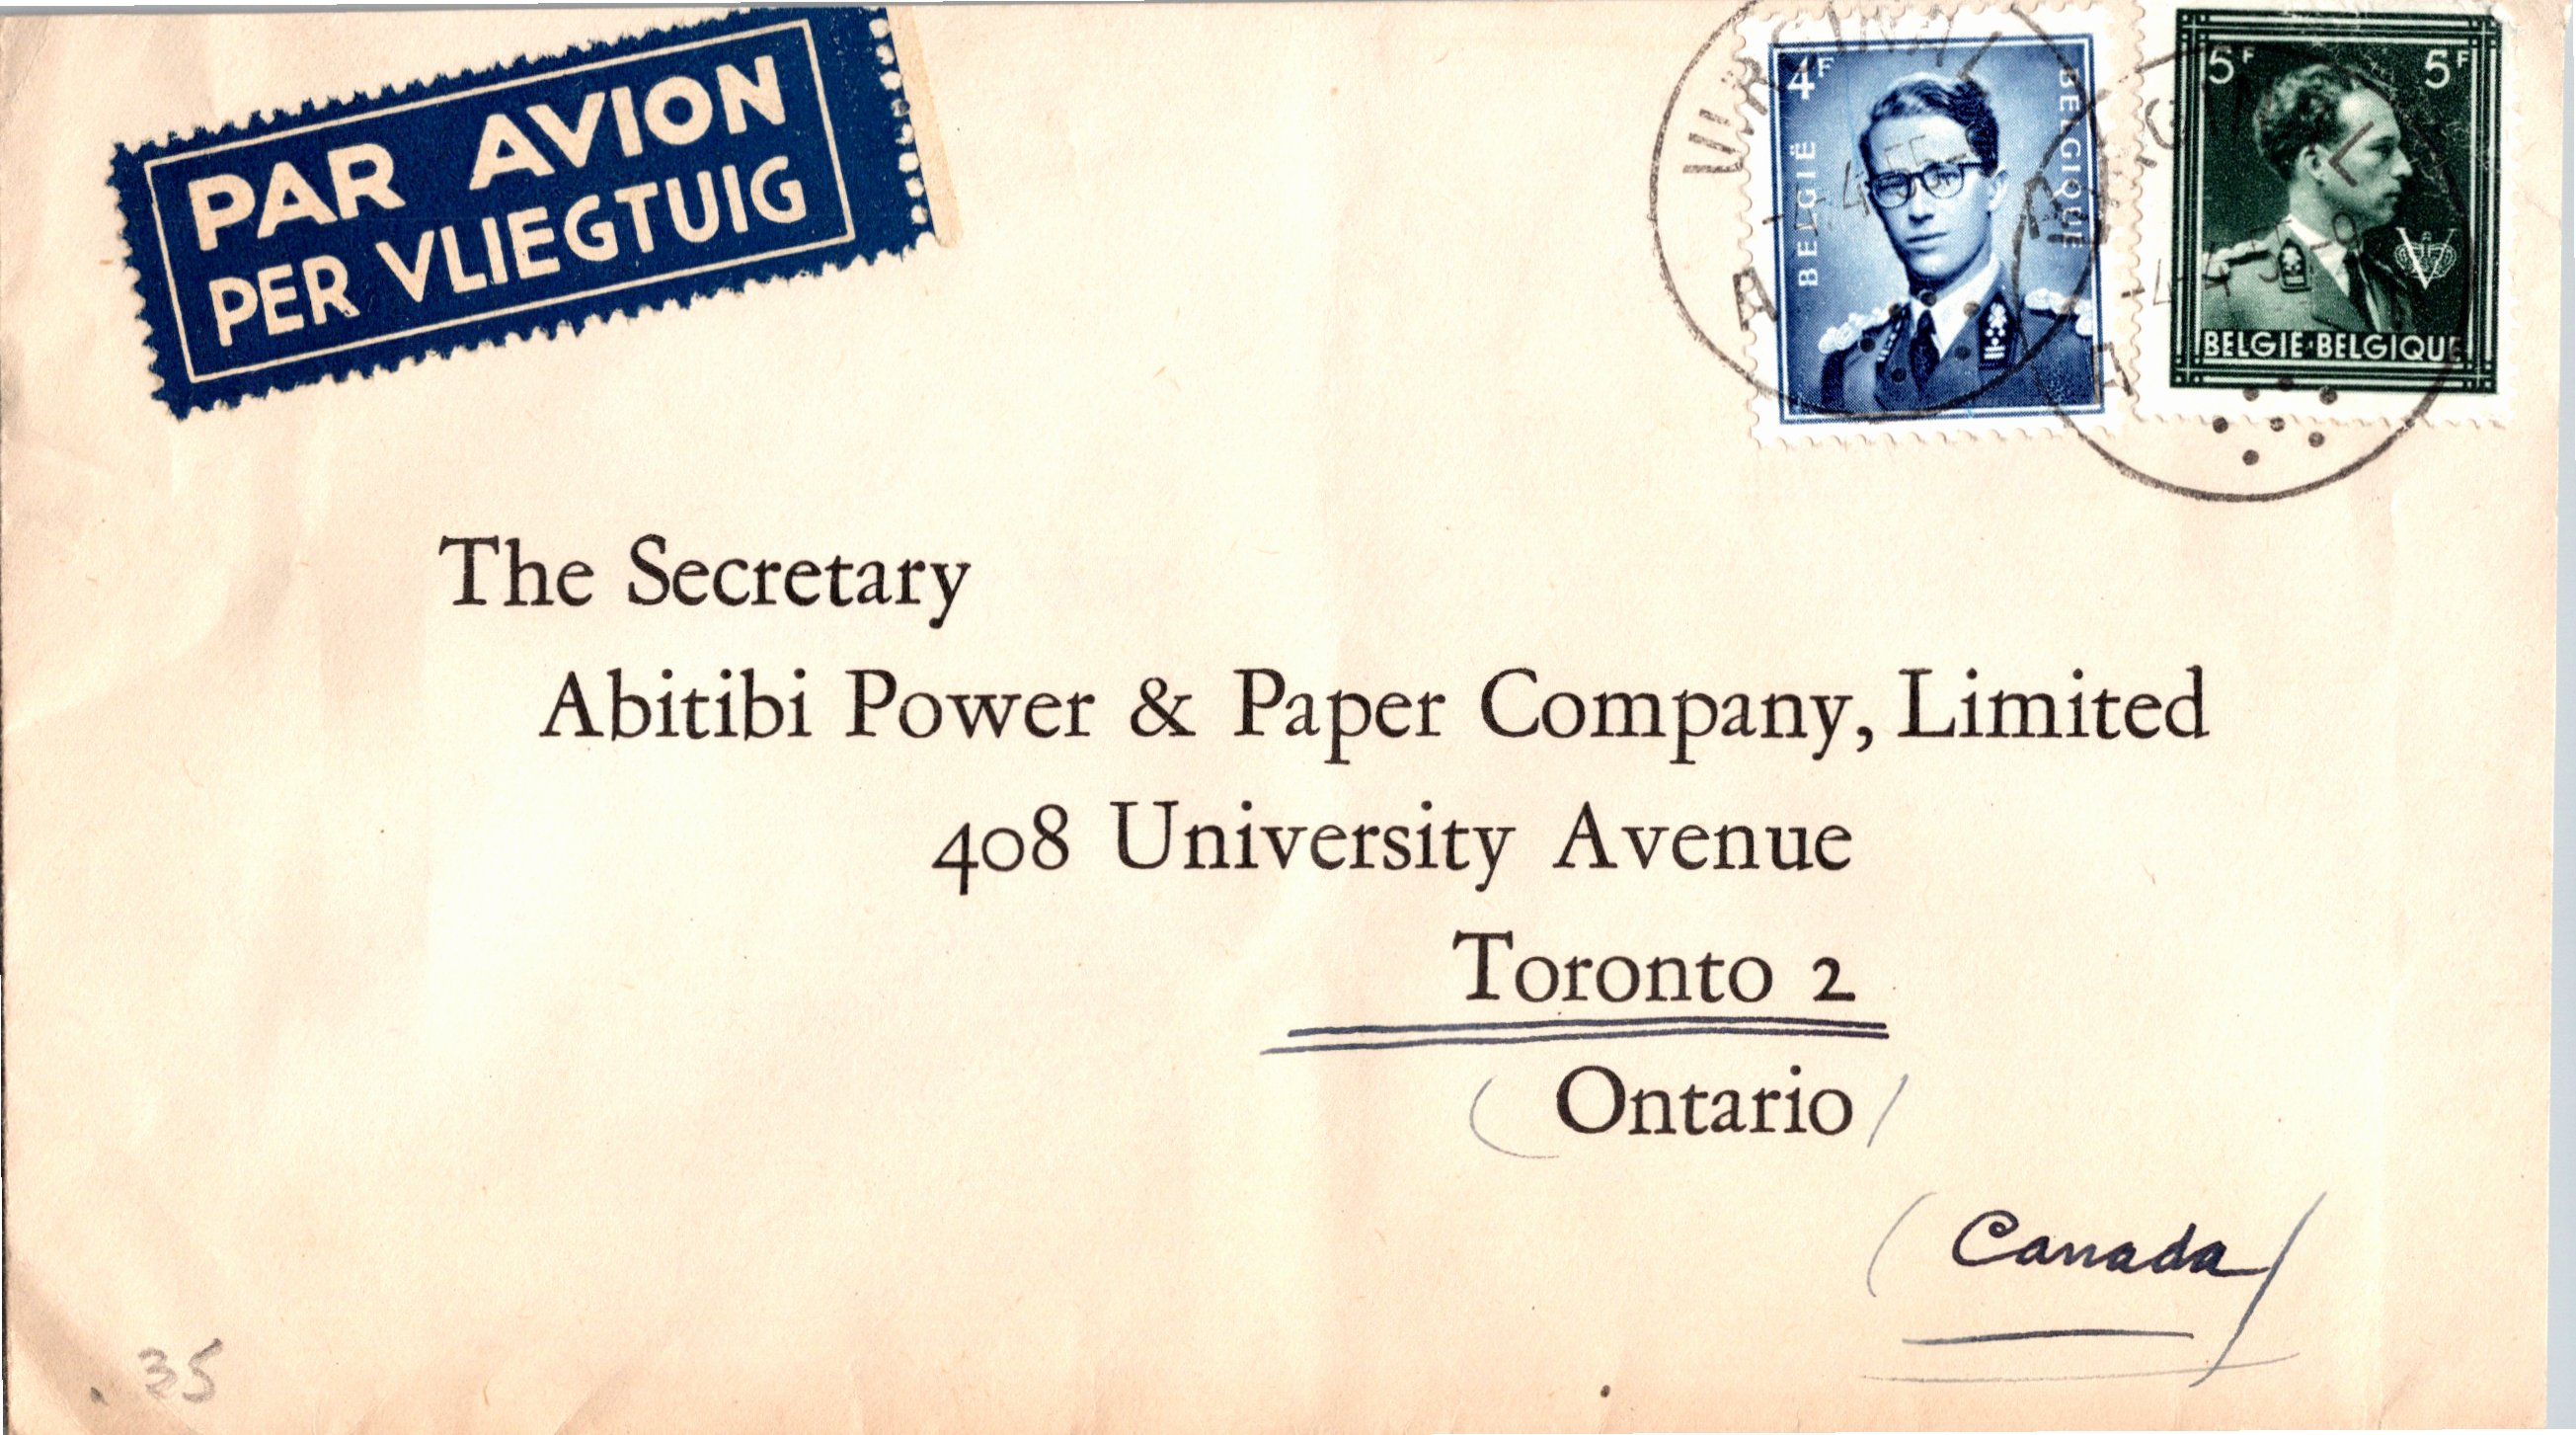 PAR AVION
PER VLIEGTUIG
4F
BELGIË
BELGIQUE
5F 5F
V
BELGIE-BELGIQUE
A
A
The Secretary
Abitibi Power & Paper Company, Limited
408 University Avenue
Toronto 2
(Ontario)
(Canada)
.35